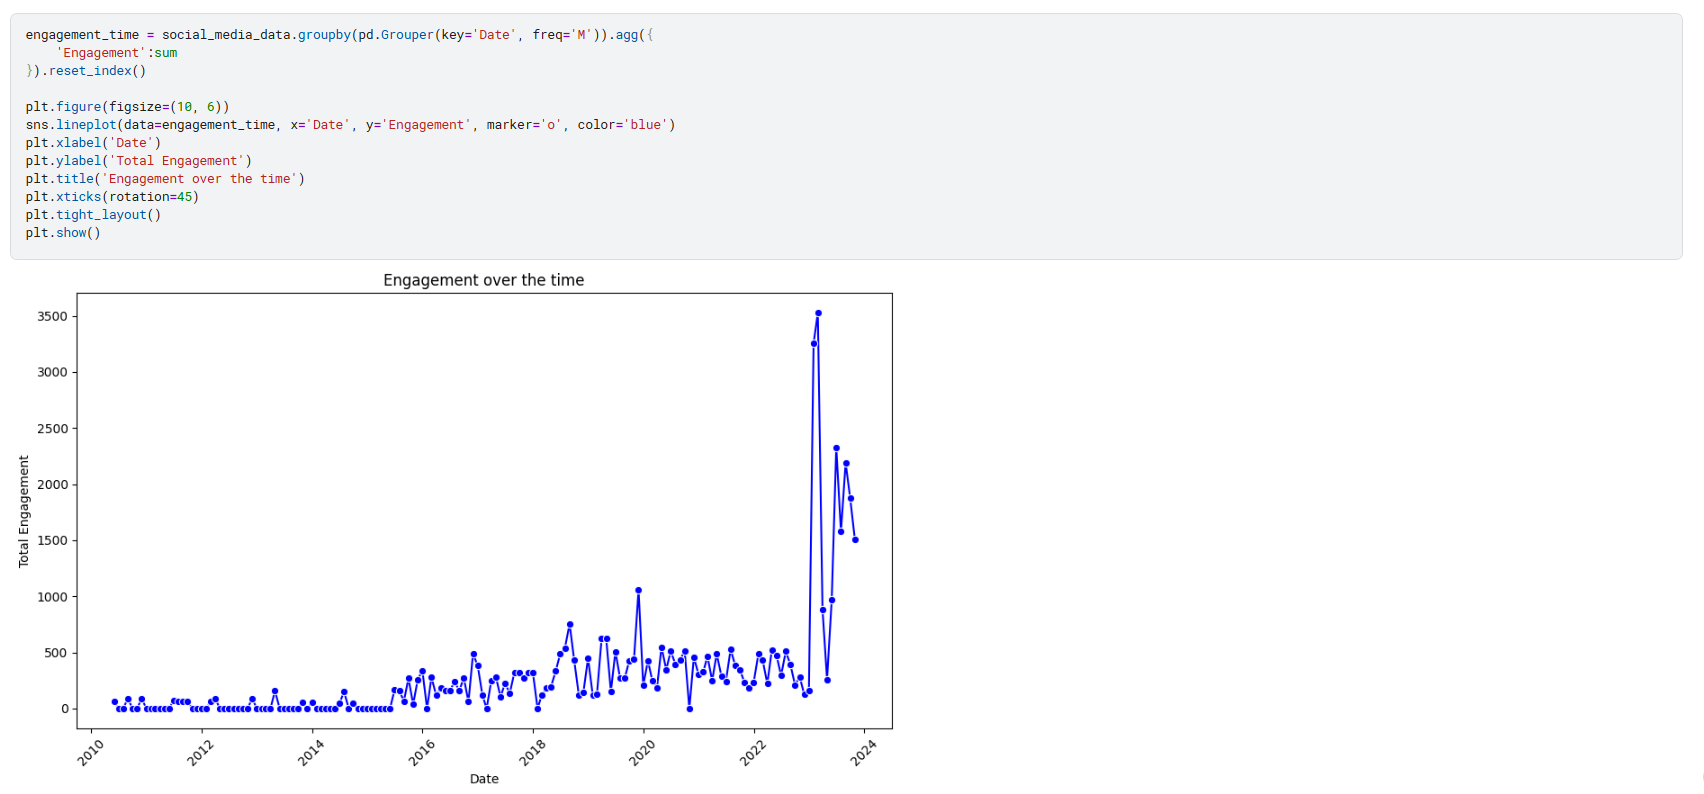 engagement_time = social_media_data.groupby(pd.Grouper(key='Date', freq='M')).agg({
    'Engagement':sum
}).reset_index()

plt.figure(figsize=(10, 6))
sns.lineplot(data=engagement_time, x='Date', y='Engagement', marker='o', color='blue')
plt.xlabel('Date')
plt.ylabel('Total Engagement')
plt.title('Engagement over the time')
plt.xticks(rotation=45)
plt.tight_layout()
plt.show()
Engagement over the time
3500
3000
2500
2000
1500
1000
500
0
Total Engagement
2010
2012
2014
2016
2018
2020
2022
2024
Date